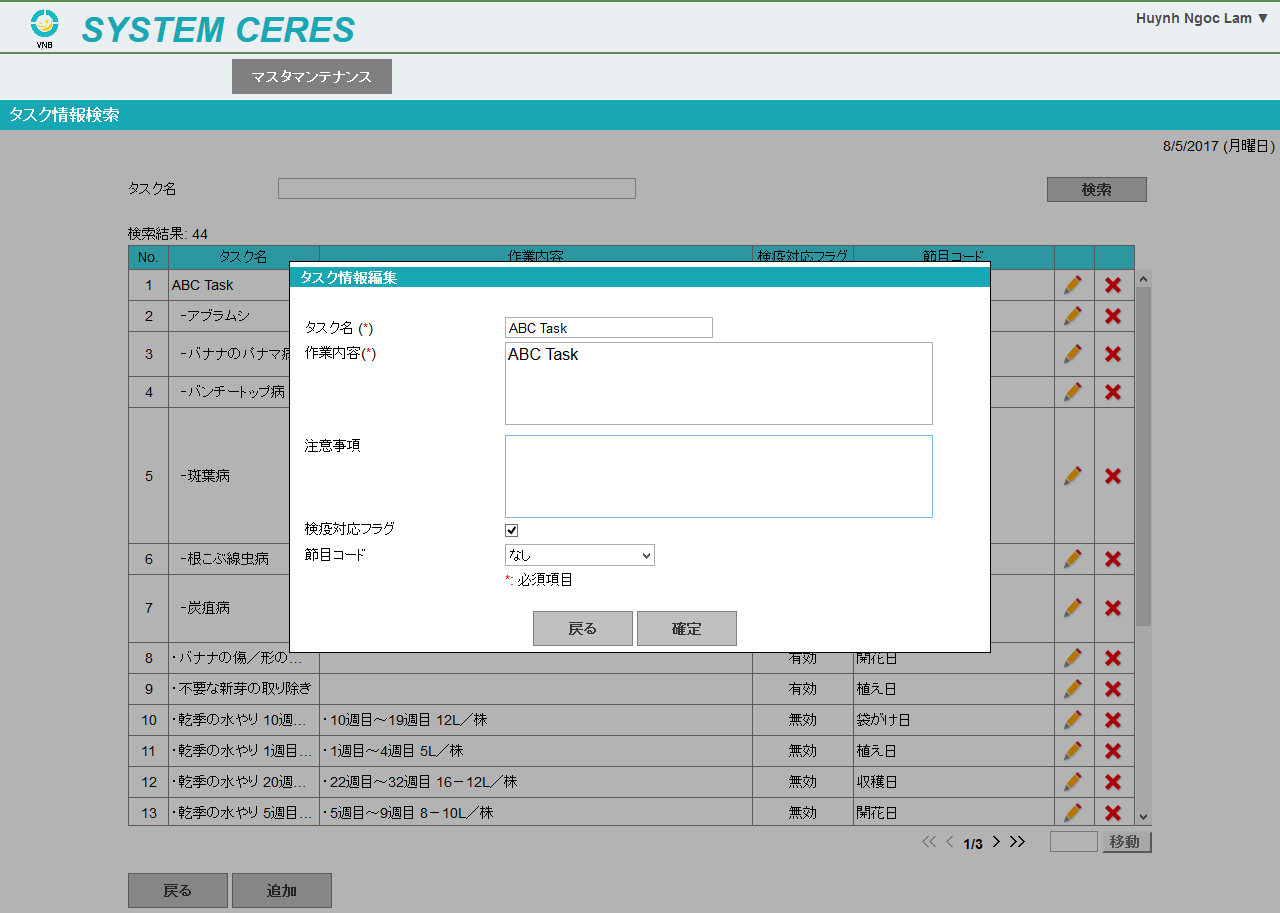 VNB
SYSTEM CERES
Huynh Ngoc Lam ▼
マスタマンテナンス
タスク情報検索
8/5/2017 (月曜日)
タスク名
検索
検索結果: 44
No. タスク名 作業内容 検疫対応フラグ 節目コード
1 ABC Task
2 -アブラムシ
3 -バナナのパナマ病
4 -バンチートップ病
5 -斑葉病
6 -根こぶ線虫病
7 -炭疽病
タスク情報編集
タスク名 (*) ABC Task
作業内容(*) ABC Task
注意事項
検疫対応フラグ
節目コード なし
*: 必須項目
戻る 確定
8 ・バナナの傷／形の... 有効 開花日
9 ・不要な新芽の取り除き 有効 植え日
10 ・乾季の水やり 10週... ・10週目～19週目 12L／株 無効 袋がけ日
11 ・乾季の水やり 1週目... ・1週目～4週目 5L／株 無効 植え日
12 ・乾季の水やり 20週... ・22週目～32週目 16－12L／株 無効 収穫日
13 ・乾季の水やり 5週目... ・5週目～9週目 8－10L／株 無効 開花日
<< < 1/3 > >> 移動
戻る 追加